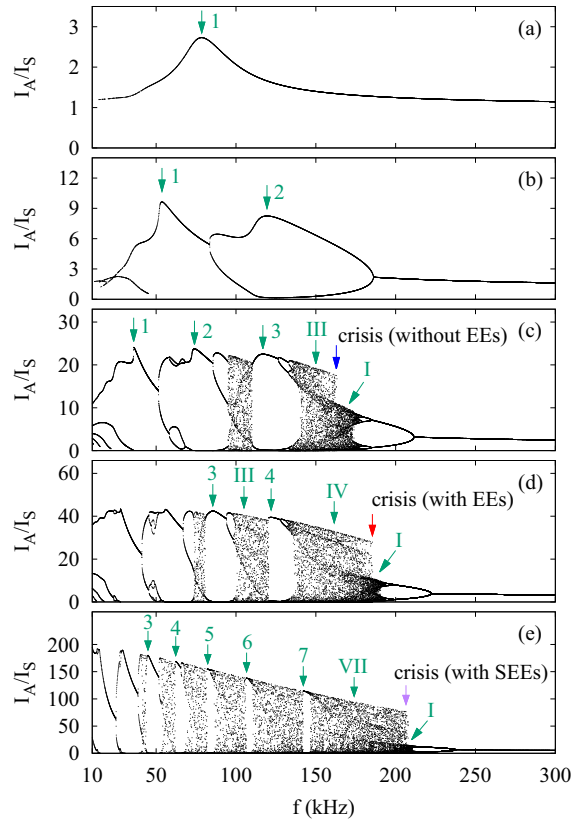 3
2
1
0
I_A/I_S
1
(a)
12
9
6
3
0
I_A/I_S
1
2
(b)
30
20
10
0
I_A/I_S
1
2
3
III
crisis (without EEs)
I
(c)
60
40
20
0
I_A/I_S
3
III
4
IV
crisis (with EEs)
I
(d)
200
150
100
50
0
I_A/I_S
3
4
5
6
7
VII
crisis (with SEEs)
I
(e)
10 50 100 150 200 250 300
f (kHz)